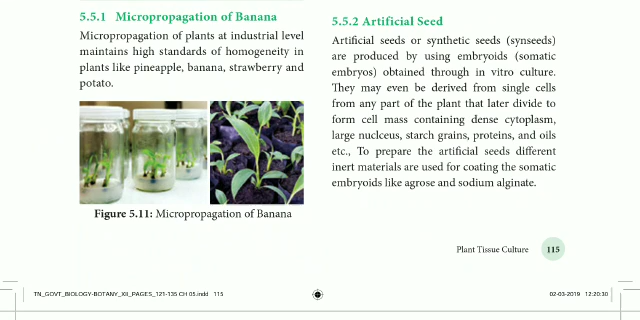 5.5.1 Micropropagation of Banana
Micropropagation of plants at industrial level
maintains high standards of homogeneity in
plants like pineapple, banana, strawberry and
potato.
Figure 5.11: Micropropagation of Banana
5.5.2 Artificial Seed
Artificial seeds or synthetic seeds (synseeds)
are produced by using embryoids (somatic
embryos) obtained through in vitro culture.
They may even be derived from single cells
from any part of the plant that later divide to
form cell mass containing dense cytoplasm,
large nuclceus, starch grains, proteins, and oils
etc., To prepare the artificial seeds different
inert materials are used for coating the somatic
embryoids like agrose and sodium alginate.
Plant Tissue Culture 115
TN_GOVT_BIOLOGY-BOTANY_XII_PAGES_121-135 CH 05.indd 115
02-03-2019 12:20:30